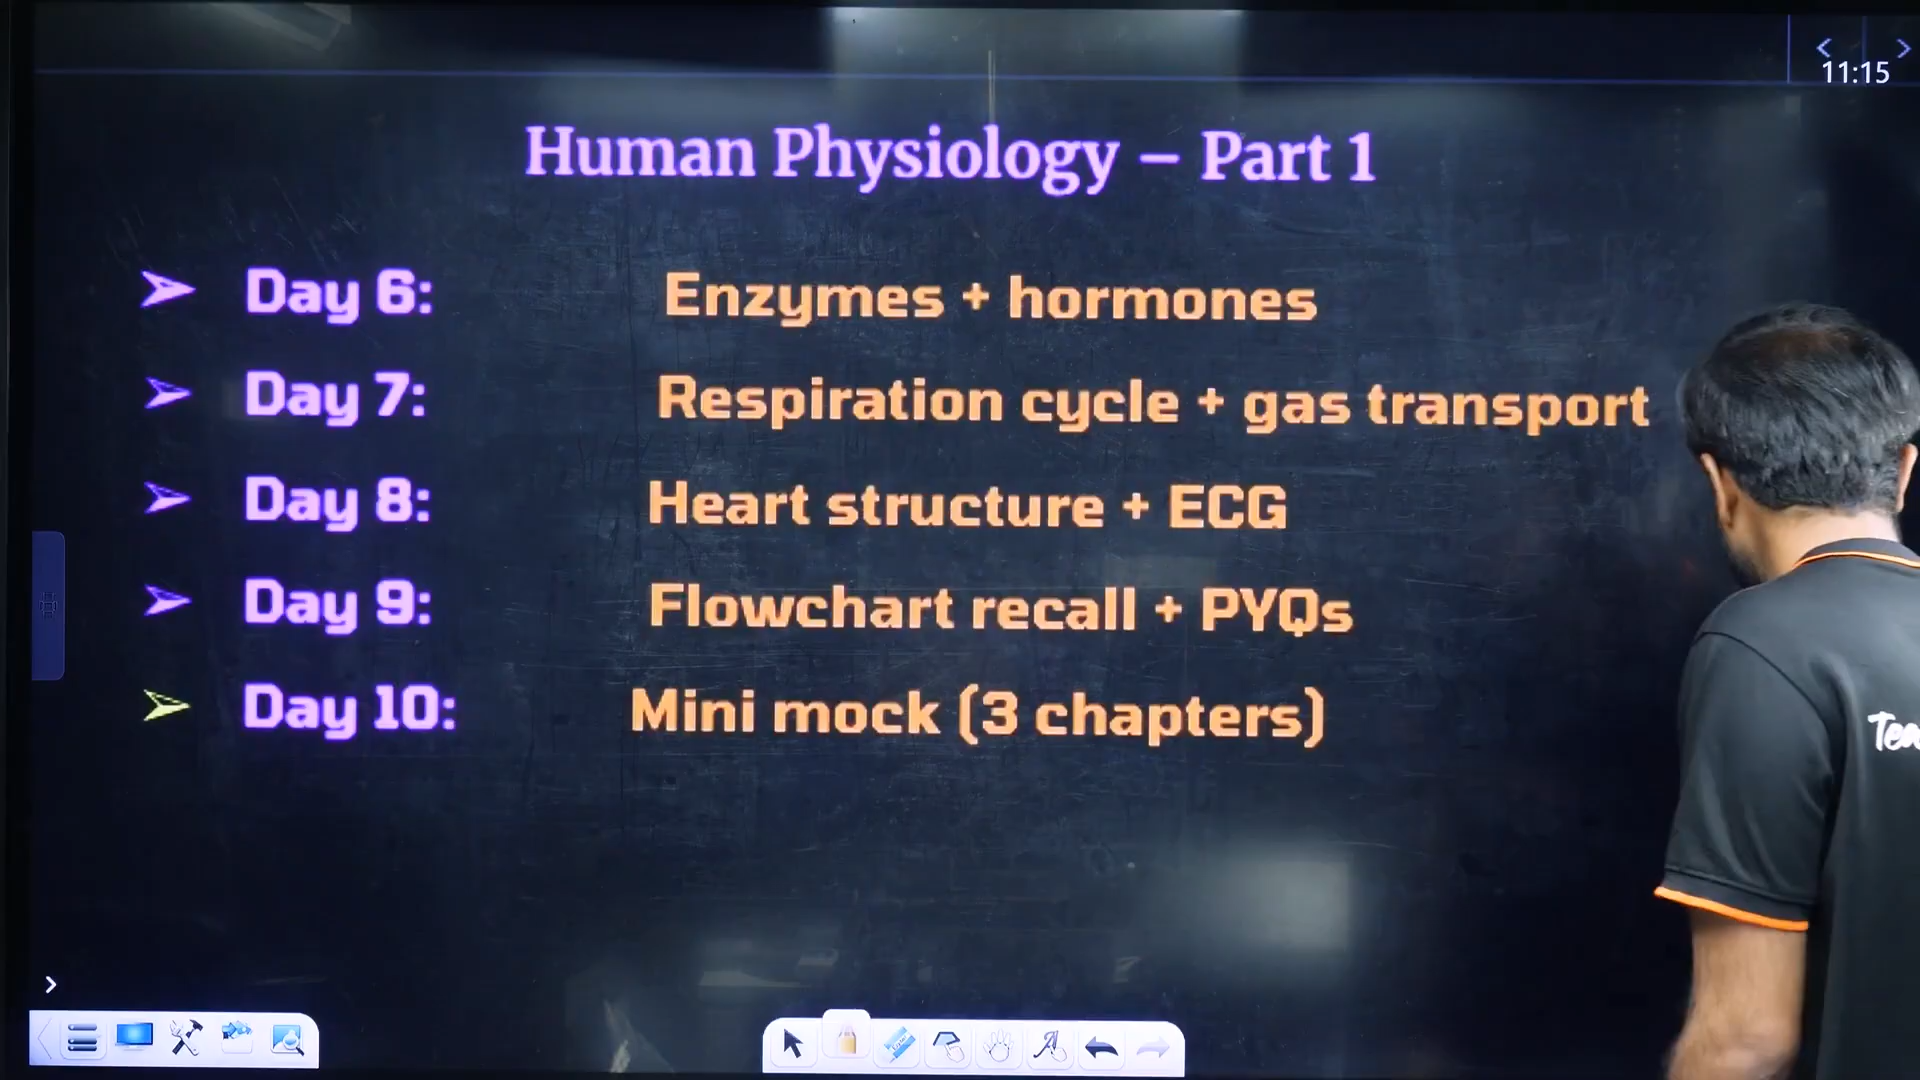 11:15
Human Physiology – Part 1
➢ Day 6: Enzymes + hormones
➢ Day 7: Respiration cycle + gas transport
➢ Day 8: Heart structure + ECG
➢ Day 9: Flowchart recall + PYQs
➢ Day 10: Mini mock (3 chapters)